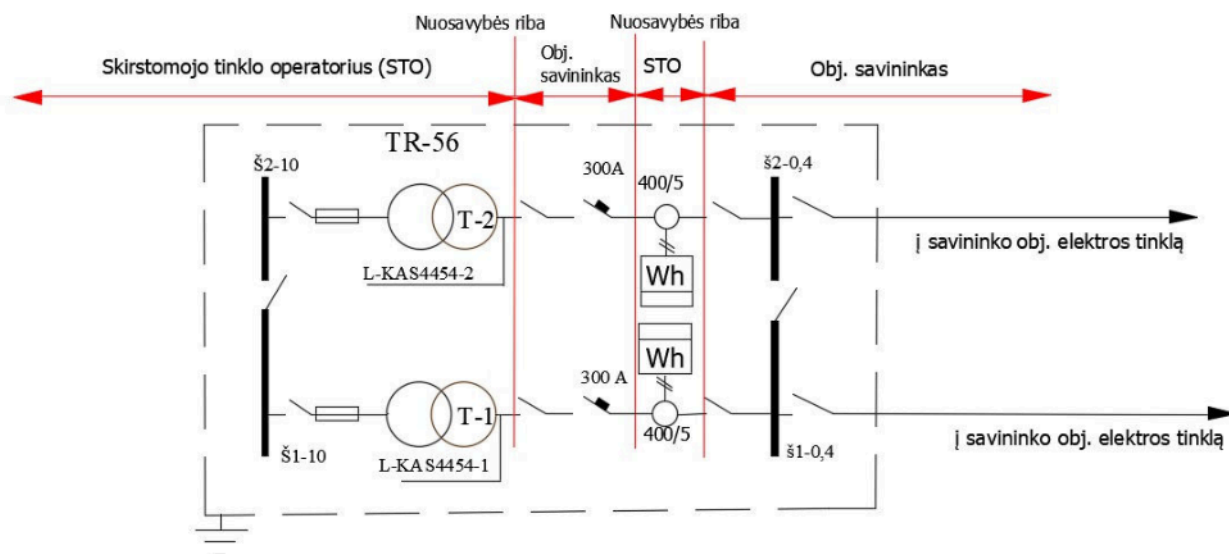 Nuosavybės riba
Nuosavybės riba
Skirstomojo tinklo operatorius (STO)
Obj.
savininkas
STO
Obj. savininkas
TR-56
Š2-10
300A
400/5
š2-0,4
T-2
į savininko obj. elektros tinklą
L-KAS4454-2
Wh
Wh
300 A
T-1
400/5
į savininko obj. elektros tinklą
Š1-10
L-KAS4454-1
š1-0,4